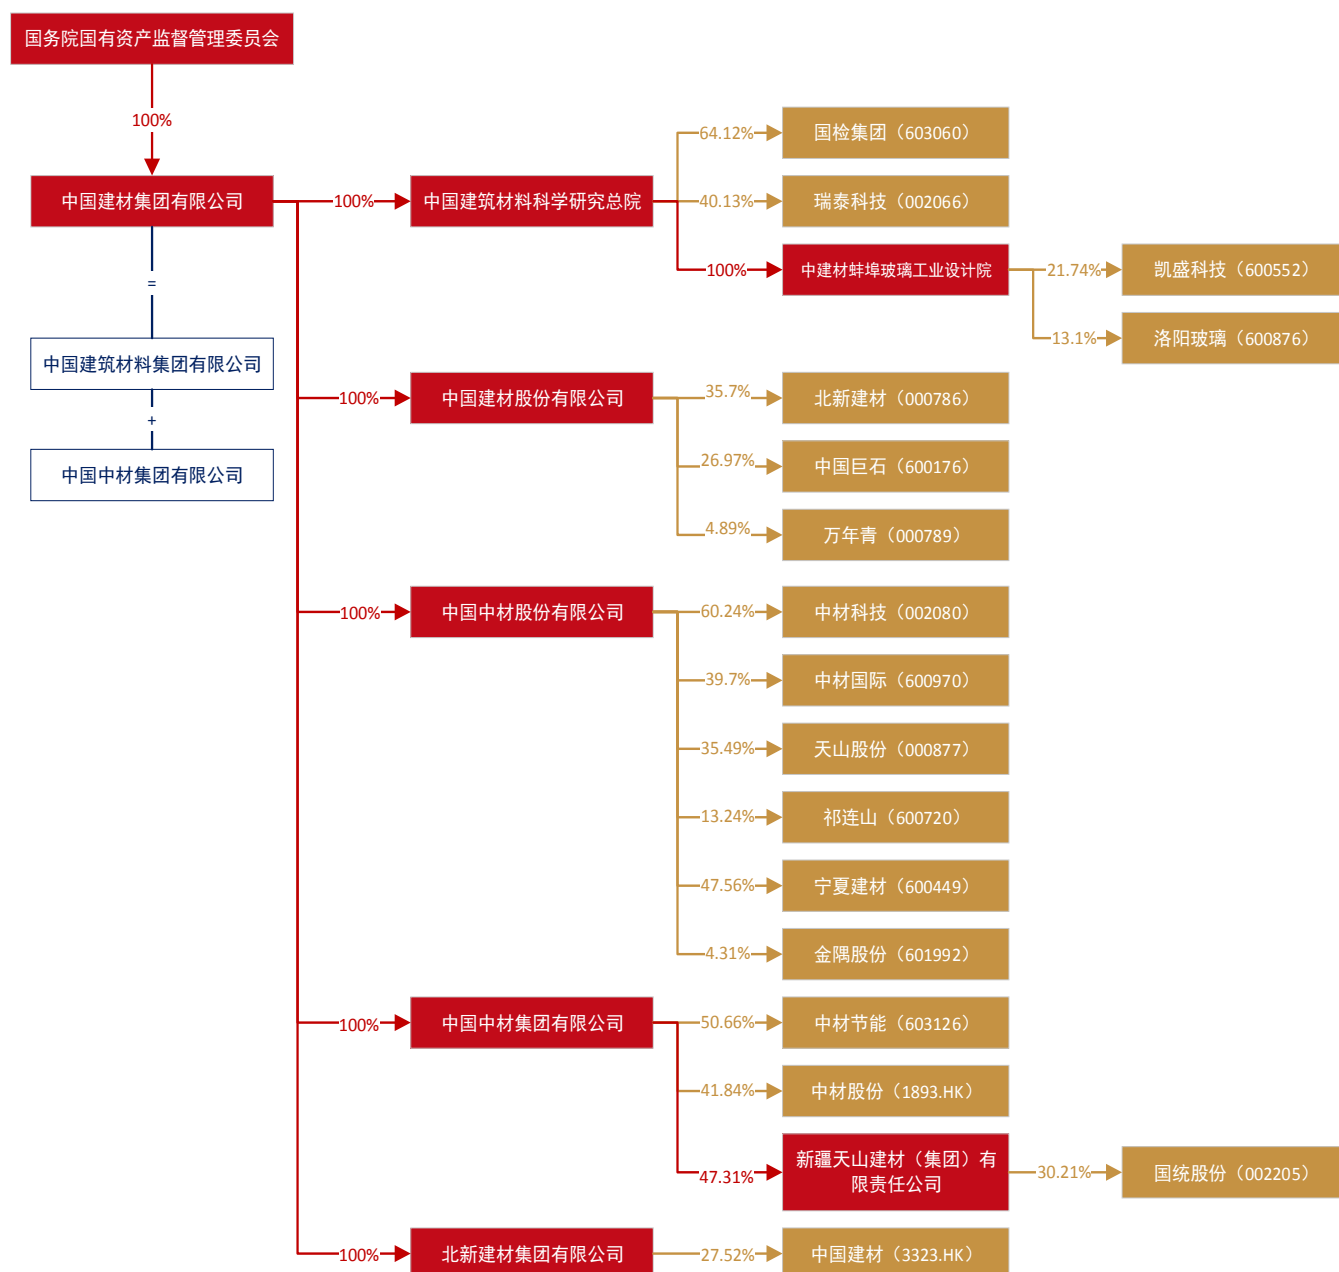 国务院国有资产监督管理委员会
100%
64.12%
国检集团（603060）
中国建材集团有限公司
100%
中国建筑材料科学研究总院
40.13%
瑞泰科技（002066）
100%
中建材蚌埠玻璃工业设计院
21.74%
凯盛科技（600552）
=
13.1%
洛阳玻璃（600876）
中国建筑材料集团有限公司
100%
中国建材股份有限公司
35.7%
北新建材（000786）
+
中国中材集团有限公司
26.97%
中国巨石（600176）
4.89%
万年青（000789）
100%
中国中材股份有限公司
60.24%
中材科技（002080）
39.7%
中材国际（600970）
35.49%
天山股份（000877）
13.24%
祁连山（600720）
47.56%
宁夏建材（600449）
4.31%
金隅股份（601992）
100%
中国中材集团有限公司
50.66%
中材节能（603126）
41.84%
中材股份（1893.HK）
47.31%
新疆天山建材（集团）有
限责任公司
30.21%
国统股份（002205）
100%
北新建材集团有限公司
27.52%
中国建材（3323.HK）